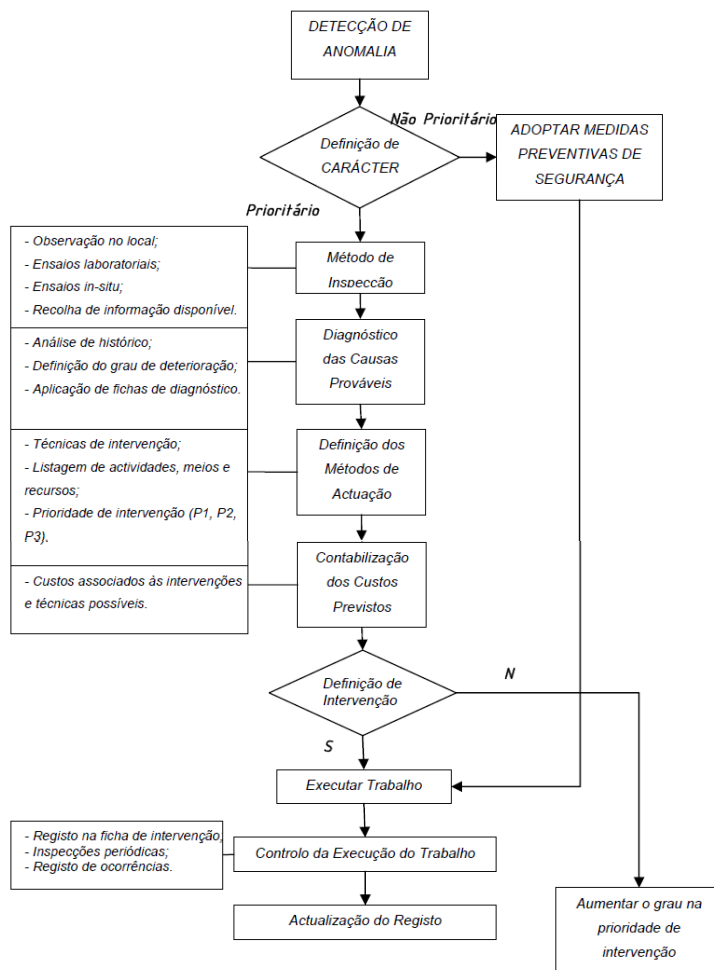 DETECÇÃO DE
ANOMALIA
Não Prioritário
Definição de
CARÁCTER
ADOPTAR MEDIDAS
PREVENTIVAS DE
SEGURANÇA
Prioritário
- Observação no local;
- Ensaios laboratoriais;
- Ensaios in-situ;
- Recolha de informação disponível.
Método de
Inspecção
- Análise de histórico;
- Definição do grau de deterioração;
- Aplicação de fichas de diagnóstico.
Diagnóstico
das Causas
Prováveis
- Técnicas de intervenção;
- Listagem de actividades, meios e
recursos;
- Prioridade de intervenção (P1, P2,
P3).
Definição dos
Métodos de
Actuação
- Custos associados às intervenções
e técnicas possíveis.
Contabilização
dos Custos
Previstos
Definição de
Intervenção
N
S
Executar Trabalho
- Registo na ficha de intervenção;
- Inspecções periódicas;
- Registo de ocorrências.
Controlo da Execução do Trabalho
Actualização do Registo
Aumentar o grau na
prioridade de
intervenção